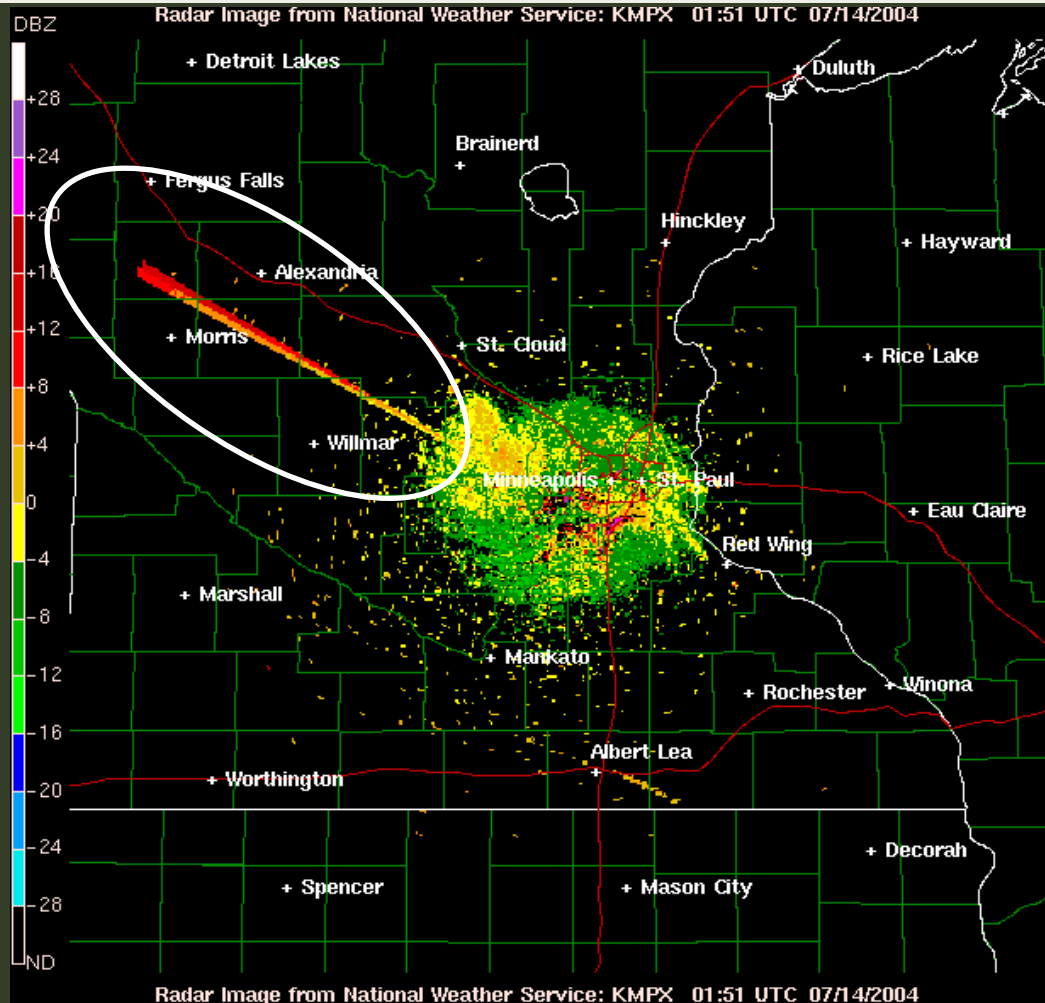 Radar Image from National Weather Service: KMPX 01:51 UTC 07/14/2004
DBZ
Detroit Lakes
Duluth
+28
Brainerd
+24
Fergus Falls
+20
Hinckley
Hayward
+16
Alexandria
+12
Morris
St. Cloud
Rice Lake
+8
+4
Willmar
Minneapolis
St. Paul
0
Eau Claire
Red Wing
-4
Marshall
-8
Mankato
-12
Rochester
Winona
-16
Albert Lea
Worthington
-20
-24
Decorah
Spencer
Mason City
-28
ND
Radar Image from National Weather Service: KMPX 01:51 UTC 07/14/2004